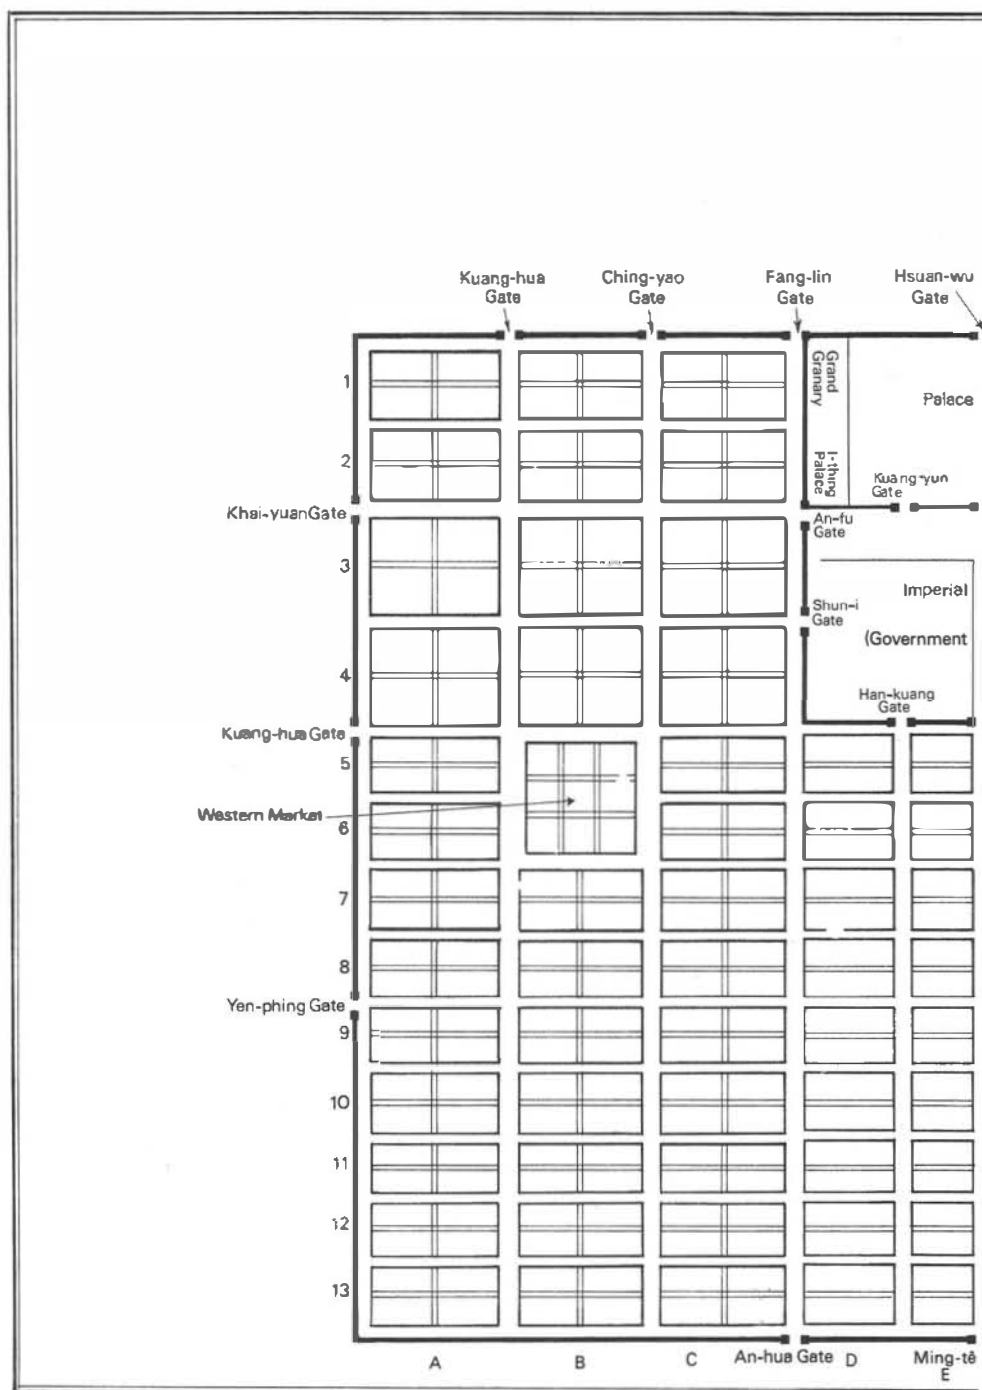 Kuang-hua
Gate
Ching-yao
Gate
Fang-lin
Gate
Hsuan-wu
Gate
1
Grand
Granary
Palace
2
I-thing
Palace
Kuang-yun
Gate
Khai-yuan Gate
An-fu
Gate
3
Imperial
Shun-i
Gate
(Government
4
Han-kuang
Gate
Kuang-hua Gate
5
Western Market
6
7
8
Yen-phing Gate
9
10
11
12
13
A
B
C
An-hua Gate
D
Ming-tê
E